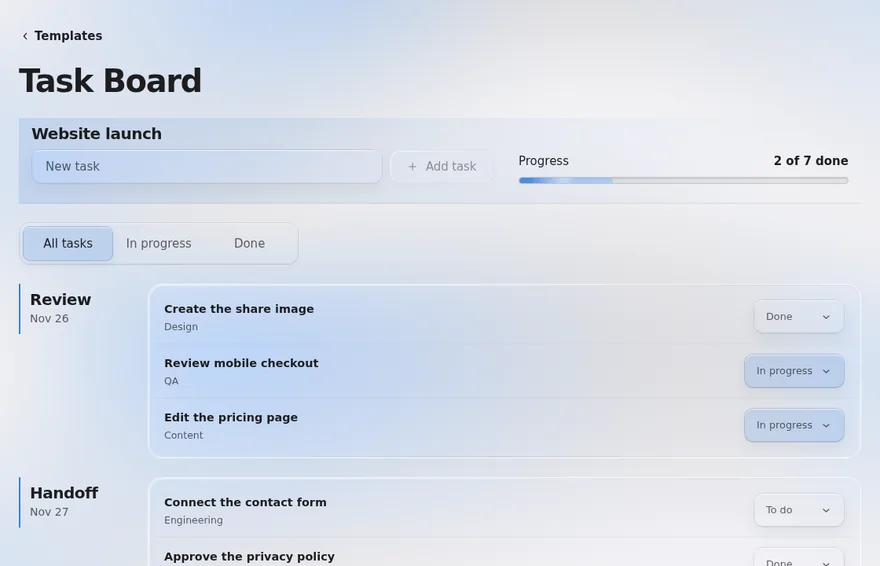 Templates
Task Board
Website launch
New task
+ Add task
Progress
2 of 7 done
All tasks
In progress
Done
Review
Nov 26
Create the share image
Design
Done
Review mobile checkout
QA
In progress
Edit the pricing page
Content
In progress
Handoff
Nov 27
Connect the contact form
Engineering
To do
Approve the privacy policy
Done